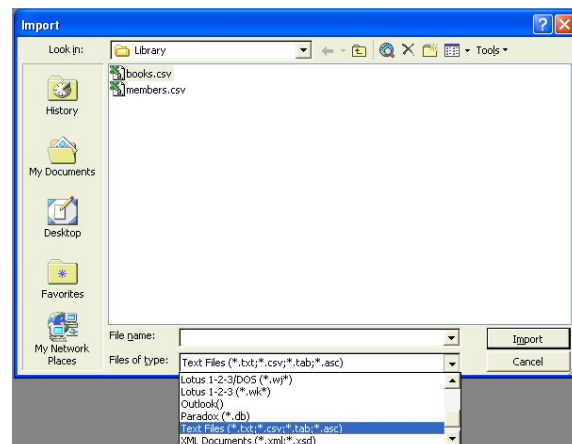 Import
Look in:
Library
Tools
books.csv
members.csv
History
My Documents
Desktop
Favorites
My Network
Places
File name:
Import
Files of type:
Text Files (*.txt;*.csv;*.tab;*.asc)
Cancel
Lotus 1-2-3/DOS (*.wj*)
Lotus 1-2-3 (*.wk*)
Outlook()
Paradox (*.db)
Text Files (*.txt;*.csv;*.tab;*.asc)
XML Documents (*.xml;*.xsd)